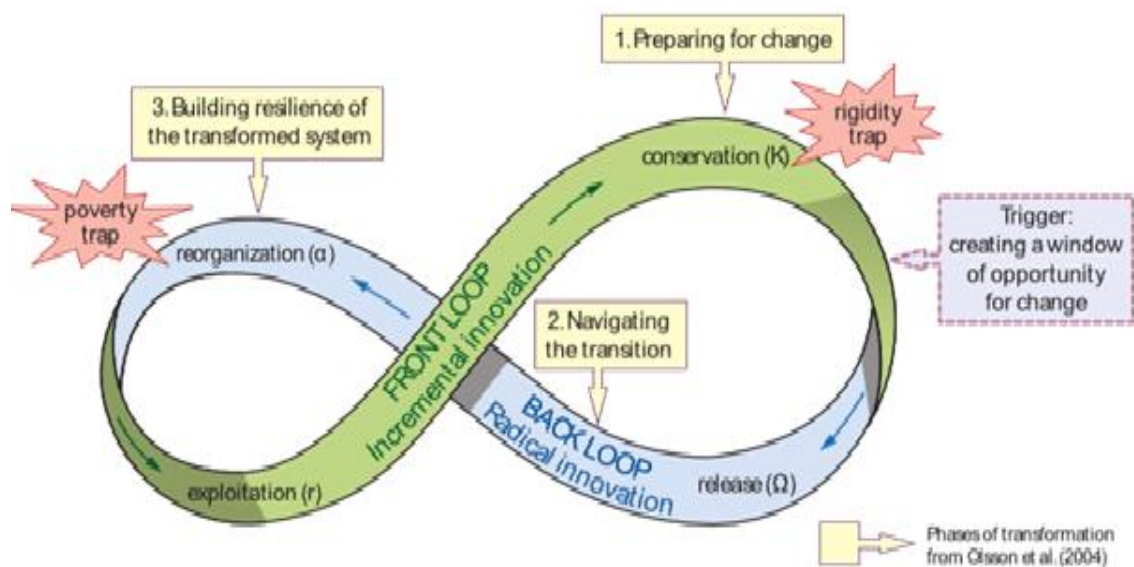 1. Preparing for change
3. Building resilience of
the transformed system
rigidity
trap
conservation (K)
poverty
trap
Trigger:
creating a window
of opportunity
for change
reorganization (α)
FRONT LOOP
Incremental innovation
2. Navigating
the transition
BACK LOOP
Radical innovation
exploitation (r)
release (Ω)
Phases of transformation
from Olsson et al. (2004)